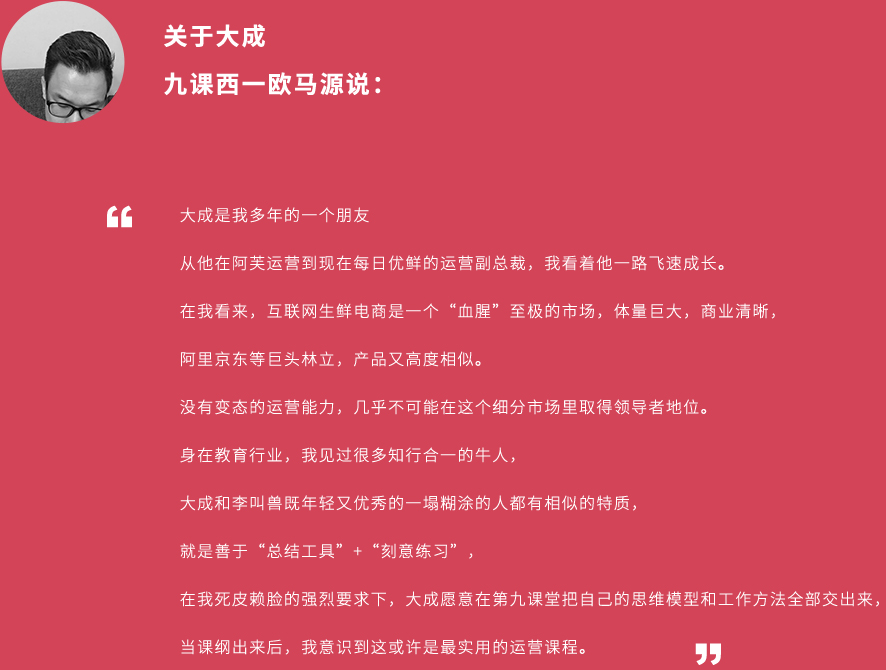 关于大成
九课西一欧马源说：
“
大成是我多年的一个朋友
从他在阿芙运营到现在每日优鲜的运营副总裁，我看着他一路飞速成长。
在我看来，互联网生鲜电商是一个“血腥”至极的市场，体量巨大，商业清晰，
阿里京东等巨头林立，产品又高度相似。
没有变态的运营能力，几乎不可能在这个细分市场里取得领导者地位。
身在教育行业，我见过很多知行合一的牛人，
大成和李叫兽既年轻又优秀的一塌糊涂的人都有相似的特质，
就是善于“总结工具”+“刻意练习”，
在我死皮赖脸的强烈要求下，大成愿意在第九课堂把自己的思维模型和工作方法全部交出来，
当课纲出来后，我意识到这或许是最实用的运营课程。
”